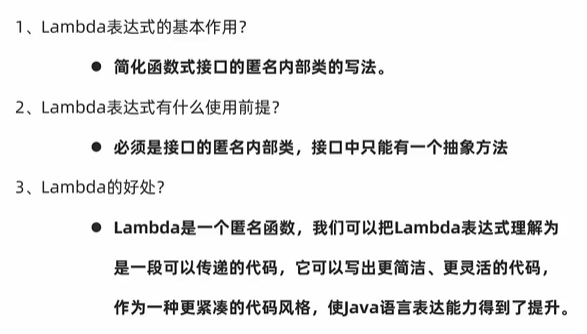 1、Lambda表达式的基本作用？
● 简化函数式接口的匿名内部类的写法。
2、Lambda表达式有什么使用前提？
● 必须是接口的匿名内部类，接口中只能有一个抽象方法
3、Lambda的好处？
● Lambda是一个匿名函数，我们可以把Lambda表达式理解为
是一段可以传递的代码，它可以写出更简洁、更灵活的代码，
作为一种更紧凑的代码风格，使Java语言表达能力得到了提升。